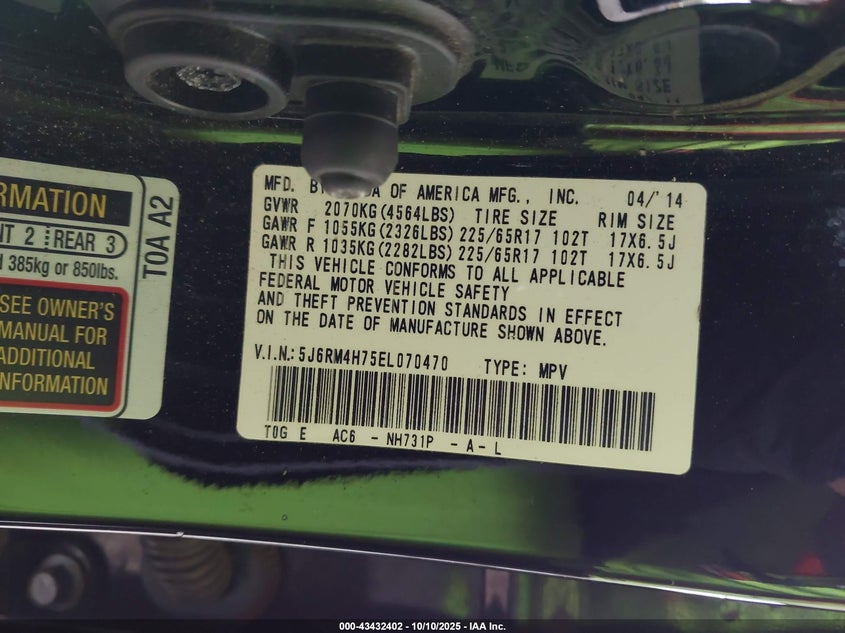 RMATION
NT 2 REAR 3
385kg or 850lbs.
SEE OWNER'S
MANUAL FOR
ADDITIONAL
INFORMATION
T0A A2
MFD. BY OF AMERICA MFG., INC. 04/'14
GVWR 2070KG(4564LBS) TIRE SIZE RIM SIZE
GAWR F 1055KG(2326LBS) 225/65R17 102T 17X6.5J
GAWR R 1035KG(2282LBS) 225/65R17 102T 17X6.5J
THIS VEHICLE CONFORMS TO ALL APPLICABLE
FEDERAL MOTOR VEHICLE SAFETY
AND THEFT PREVENTION STANDARDS IN EFFECT
ON THE DATE OF MANUFACTURE SHOWN ABOVE.
V.I.N.: 5J6RM4H75EL070470 TYPE: MPV
T0G E AC6 - NH731P - A - L
000-43432402 - 10/10/2025 - IAA Inc.